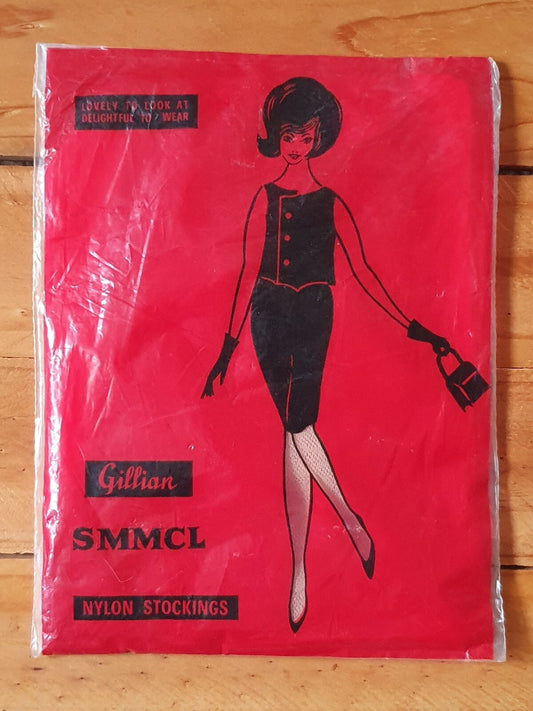 LOVELY TO LOOK AT
DELIGHTFUL TO WEAR
Gillian
SMMCL
NYLON STOCKINGS